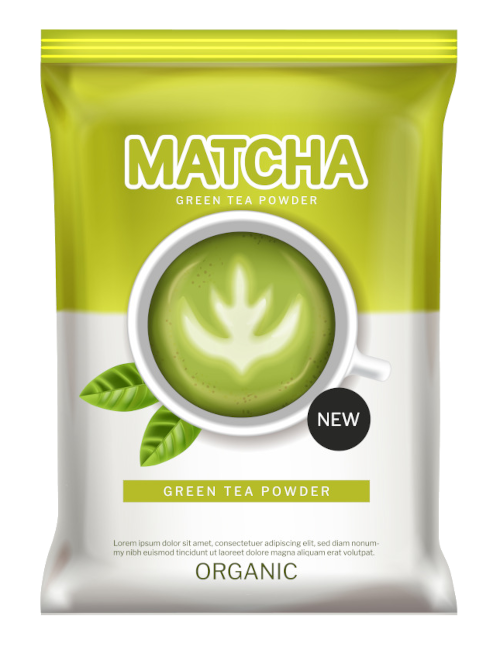 MATCHA
GREEN TEA POWDER
NEW
GREEN TEA POWDER
Lorem ipsum dolor sit amet, consectetuer adipiscing elit, sed diam nonum-
my nibh euismod tincidunt ut laoreet dolore magna aliquam erat volutpat.
ORGANIC